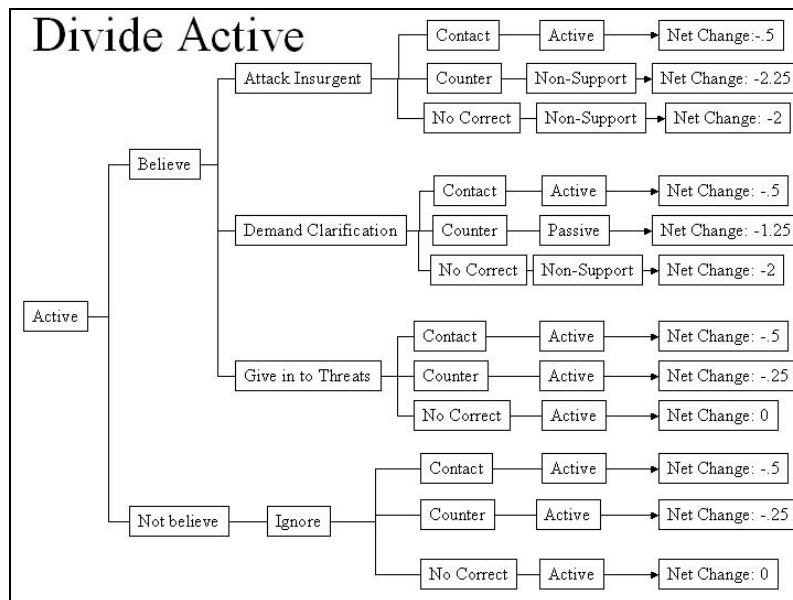 Divide Active
Contact Active Net Change:-.5
Attack Insurgent Counter Non-Support Net Change: -2.25
No Correct Non-Support Net Change: -2
Believe
Contact Active Net Change: -.5
Demand Clarification Counter Passive Net Change: -1.25
No Correct Non-Support Net Change: -2
Active
Contact Active Net Change: -.5
Give in to Threats Counter Active Net Change: -.25
No Correct Active Net Change: 0
Contact Active Net Change: -.5
Not believe Ignore Counter Active Net Change: -.25
No Correct Active Net Change: 0